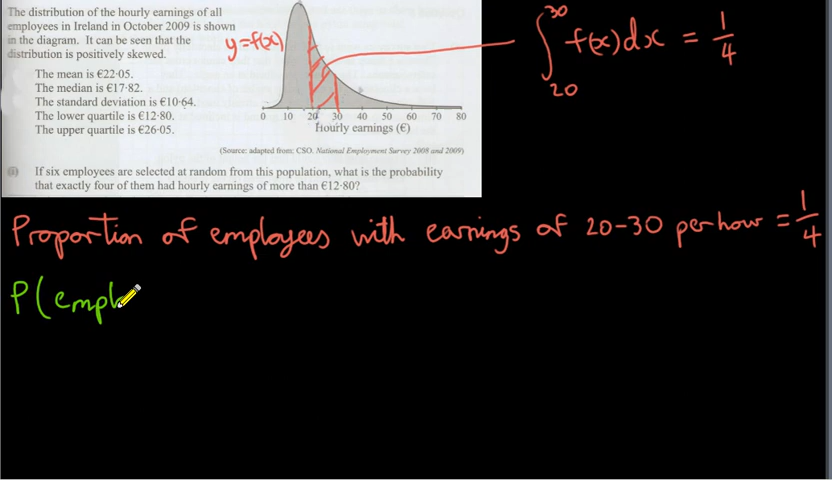 The distribution of the hourly earnings of all
employees in Ireland in October 2009 is shown
in the diagram. It can be seen that the
distribution is positively skewed.
The mean is €22·05.
The median is €17·82.
The standard deviation is €10·64.
The lower quartile is €12·80.
The upper quartile is €26·05.
y=f(x)
0 10 20 30 40 50 60 70 80
Hourly earnings (€)
(Source: adapted from: CSO. National Employment Survey 2008 and 2009)
(i) If six employees are selected at random from this population, what is the probability
that exactly four of them had hourly earnings of more than €12·80?
∫₂₀³⁰ f(x)dx = 1/4
Proportion of employees with earnings of 20-30 per hour = 1/4
P(empl